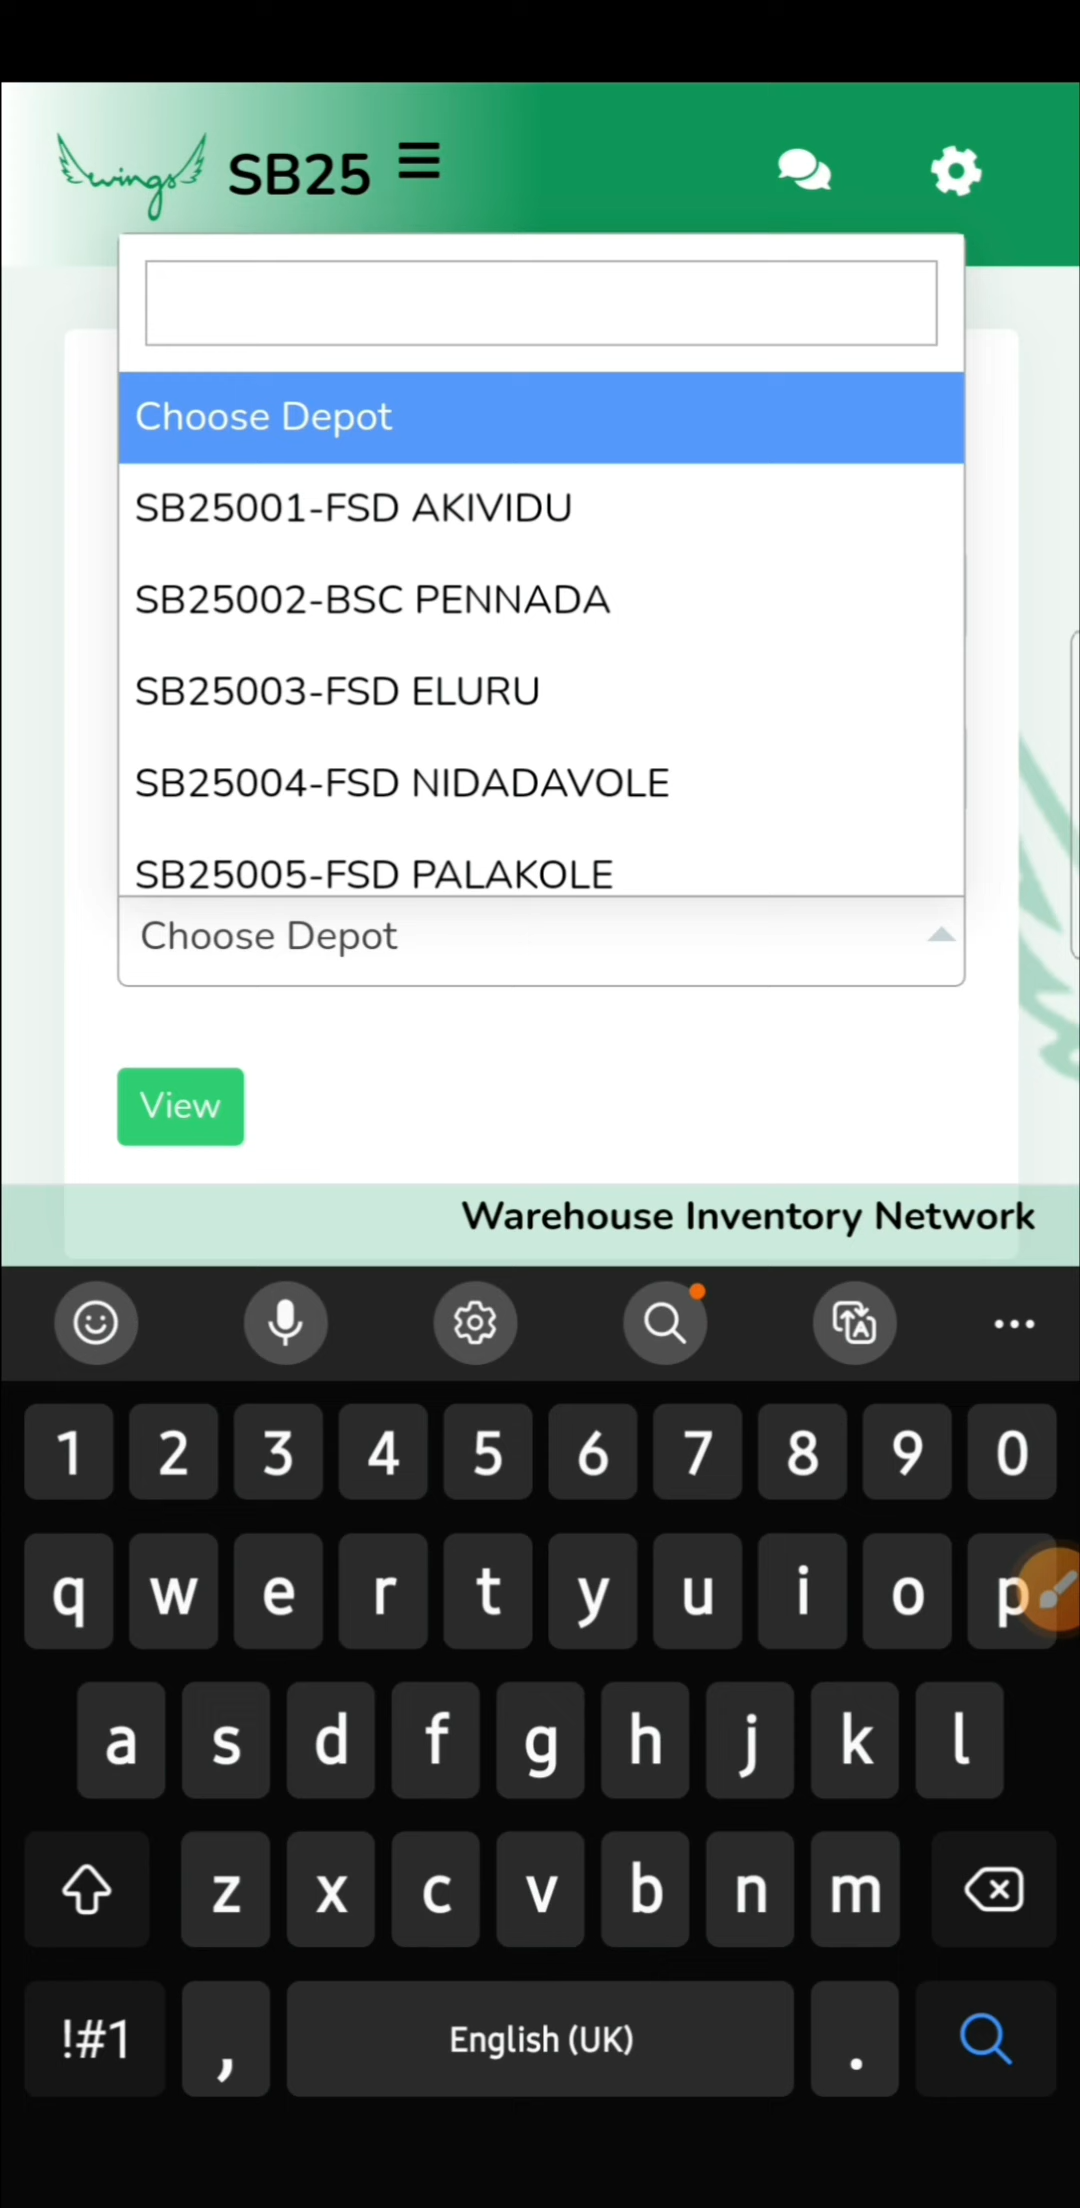 wings SB25
Choose Depot
SB25001-FSD AKIVIDU
SB25002-BSC PENNADA
SB25003-FSD ELURU
SB25004-FSD NIDADAVOLE
SB25005-FSD PALAKOLE
Choose Depot
View
Warehouse Inventory Network
1 2 3 4 5 6 7 8 9 0
q w e r t y u i o p
a s d f g h j k l
z x c v b n m
!#1 , English (UK) .